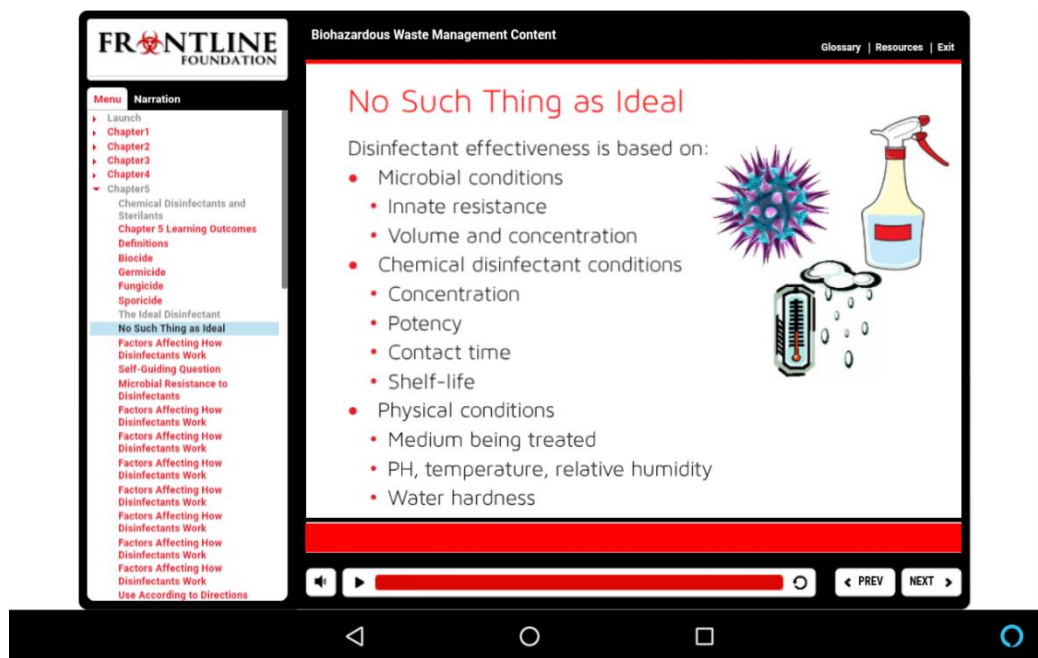 FRONTLINE
FOUNDATION
Biohazardous Waste Management Content
Glossary | Resources | Exit
Menu Narration
Launch
Chapter1
Chapter2
Chapter3
Chapter4
Chapter5
Chemical Disinfectants and
Sterilants
Chapter 5 Learning Outcomes
Definitions
Biocide
Germicide
Fungicide
Sporicide
The Ideal Disinfectant
No Such Thing as Ideal
Factors Affecting How
Disinfectants Work
Self-Guiding Question
Microbial Resistance to
Disinfectants
Factors Affecting How
Disinfectants Work
Factors Affecting How
Disinfectants Work
Factors Affecting How
Disinfectants Work
Factors Affecting How
Disinfectants Work
Factors Affecting How
Disinfectants Work
Factors Affecting How
Disinfectants Work
Factors Affecting How
Disinfectants Work
Use According to Directions
No Such Thing as Ideal
Disinfectant effectiveness is based on:
• Microbial conditions
• Innate resistance
• Volume and concentration
• Chemical disinfectant conditions
• Concentration
• Potency
• Contact time
• Shelf-life
• Physical conditions
• Medium being treated
• PH, temperature, relative humidity
• Water hardness
PREV NEXT